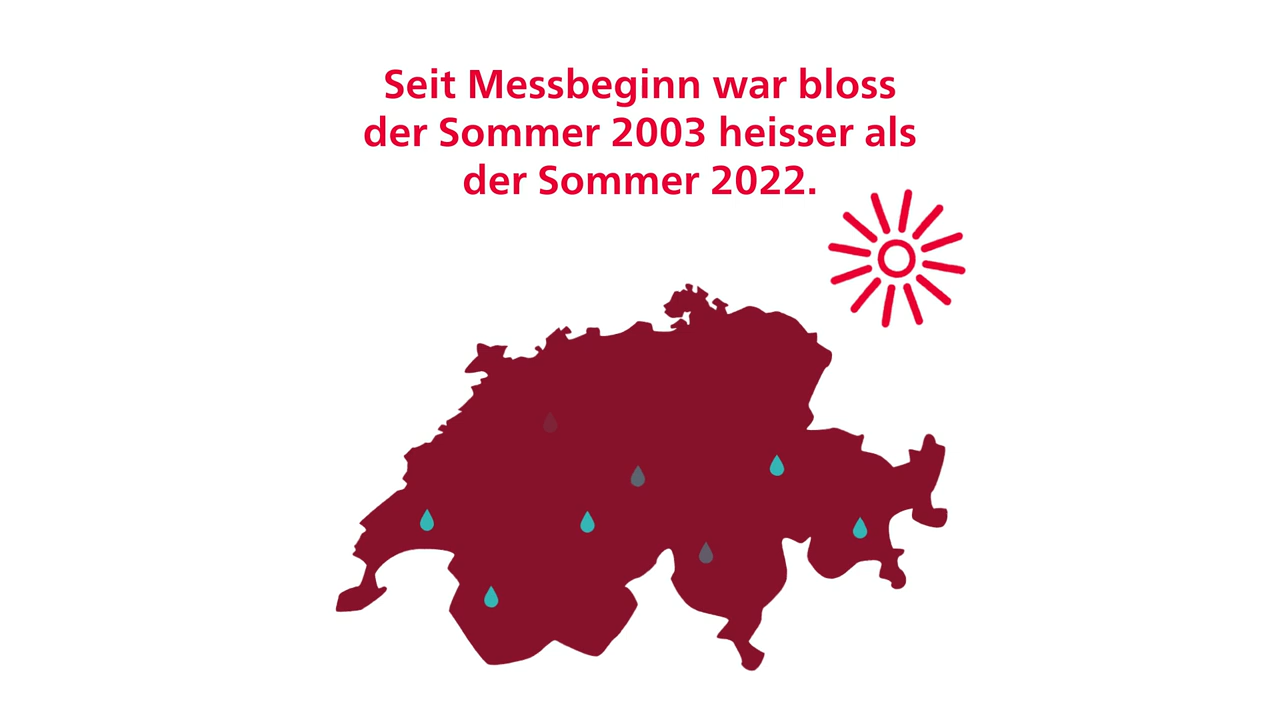 Seit Messbeginn war bloss
der Sommer 2003 heisser als
der Sommer 2022.